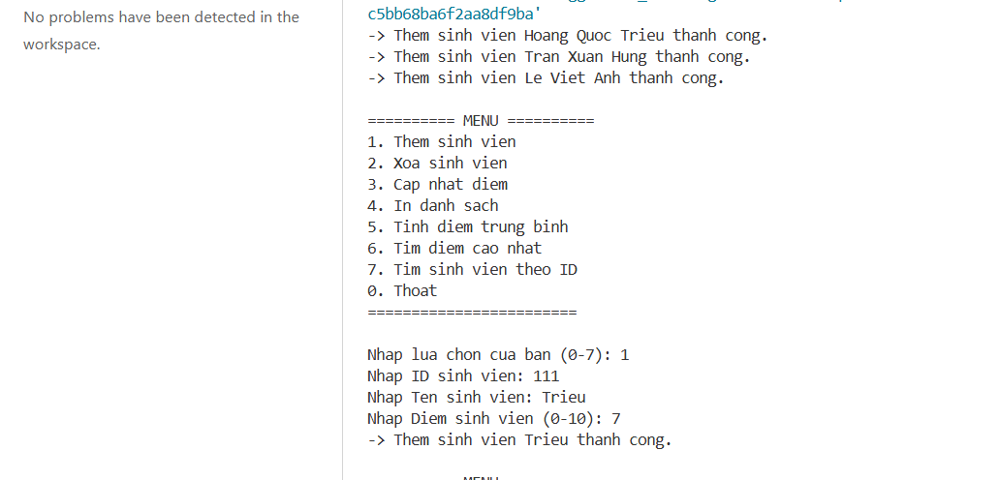 No problems have been detected in the
workspace.
c5bb68ba6f2aa8df9ba'
-> Them sinh vien Hoang Quoc Trieu thanh cong.
-> Them sinh vien Tran Xuan Hung thanh cong.
-> Them sinh vien Le Viet Anh thanh cong.
========== MENU ==========
1. Them sinh vien
2. Xoa sinh vien
3. Cap nhat diem
4. In danh sach
5. Tinh diem trung binh
6. Tim diem cao nhat
7. Tim sinh vien theo ID
0. Thoat
========================
Nhap lua chon cua ban (0-7): 1
Nhap ID sinh vien: 111
Nhap Ten sinh vien: Trieu
Nhap Diem sinh vien (0-10): 7
-> Them sinh vien Trieu thanh cong.
MENU